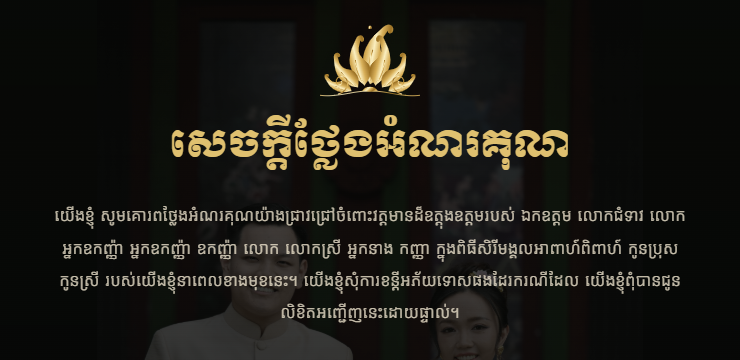 សេចក្តីថ្លែងអំណរគុណ
យើងខ្ញុំ សូមគោរពថ្លែងអំណរគុណយ៉ាងជ្រាវជ្រៅចំពោះវត្តមានដ៏ឧត្តុងឧត្តមរបស់ ឯកឧត្តម លោកជំទាវ លោក
អ្នកឧកញ៉ា អ្នកឧកញ៉ា ឧកញ៉ា លោក លោកស្រី អ្នកនាង កញ្ញា ក្នុងពិធីសិរីមង្គលអាពាហ៍ពិពាហ៍ កូនប្រុស
កូនស្រី របស់យើងខ្ញុំនាពេលខាងមុខនេះ។ យើងខ្ញុំសុំការខន្តីអភ័យទោសផងដែរករណីដែល យើងខ្ញុំពុំបានជូន
លិខិតអញ្ជើញនេះដោយផ្ទាល់។